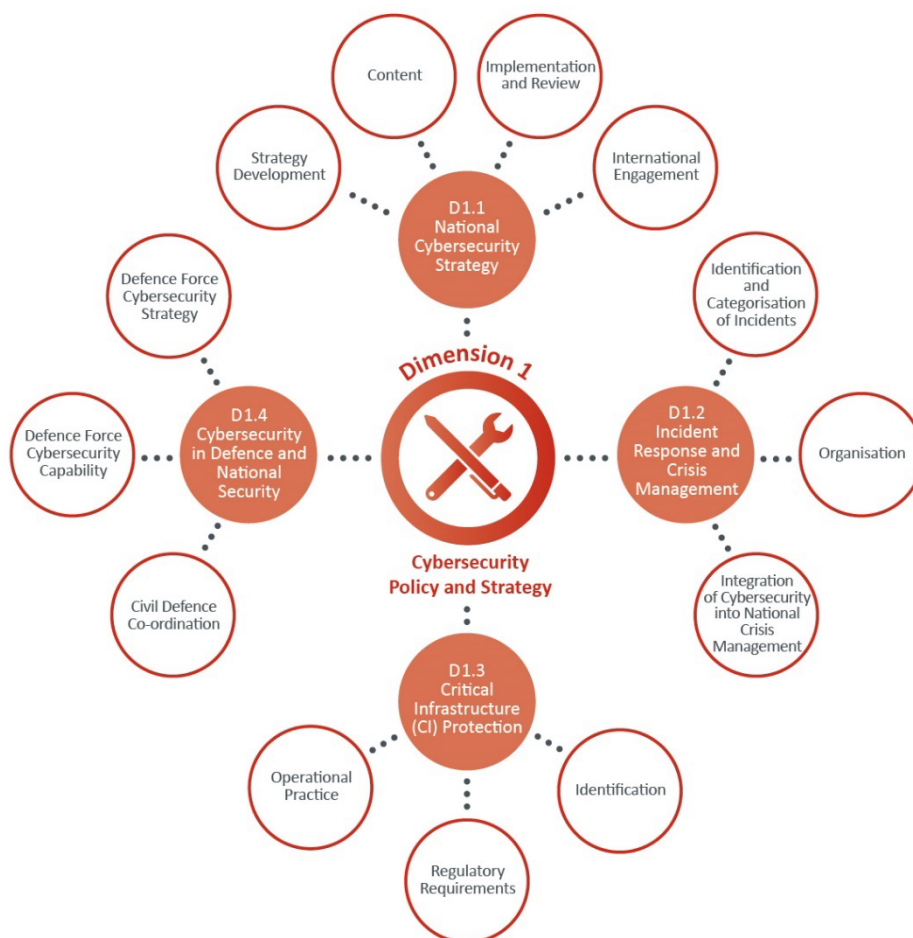 Content
Implementation
and Review
Strategy
Development
International
Engagement
D1.1
National
Cybersecurity
Strategy
Defence Force
Cybersecurity
Strategy
Identification
and
Categorisation
of Incidents
Dimension 1
D1.4
Cybersecurity
in Defence and
National
Security
D1.2
Incident
Response and
Crisis
Management
Defence Force
Cybersecurity
Capability
Organisation
Cybersecurity
Policy and Strategy
Civil Defence
Co-ordination
Integration
of Cybersecurity
into National
Crisis
Management
D1.3
Critical
Infrastructure
(CI) Protection
Operational
Practice
Identification
Regulatory
Requirements